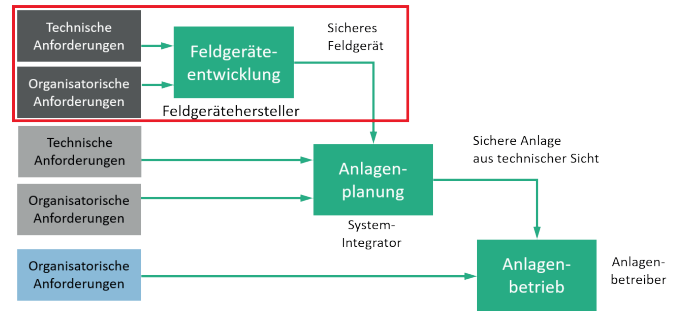 Technische
Anforderungen
Organisatorische
Anforderungen
Feldgeräte-
entwicklung
Feldgerätehersteller
Sicheres
Feldgerät
Technische
Anforderungen
Organisatorische
Anforderungen
Anlagen-
planung
System-
Integrator
Sichere Anlage
aus technischer Sicht
Organisatorische
Anforderungen
Anlagen-
betrieb
Anlagen-
betreiber